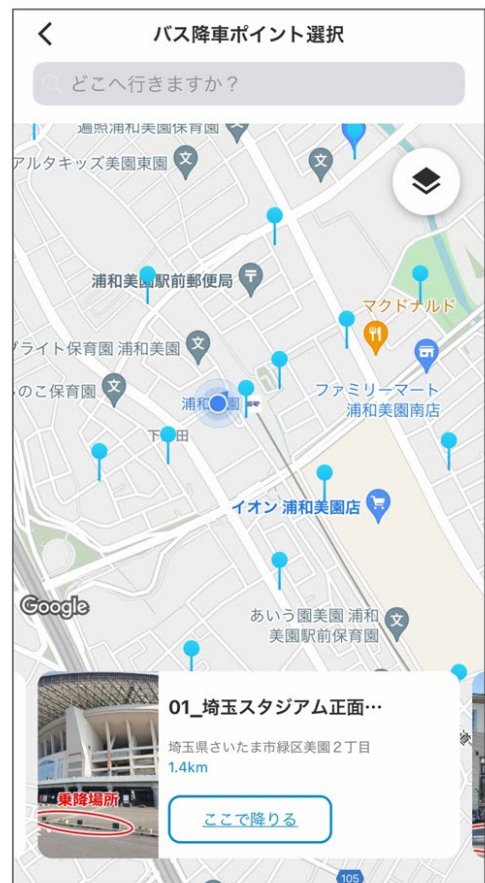 バス降車ポイント選択
どこへ行きますか？
遍照浦和美園保育園
アルタキッズ美園東園
浦和美園駅前郵便局
マクドナルド
ブライト保育園 浦和美園
ファミリーマート
浦和美園南店
のこ保育園
浦和美園
イオン 浦和美園店
Google
あいう園美園 浦和
美園駅前保育園
01_埼玉スタジアム正面…
埼玉県さいたま市緑区美園２丁目
1.4km
乗降場所
ここで降りる
105